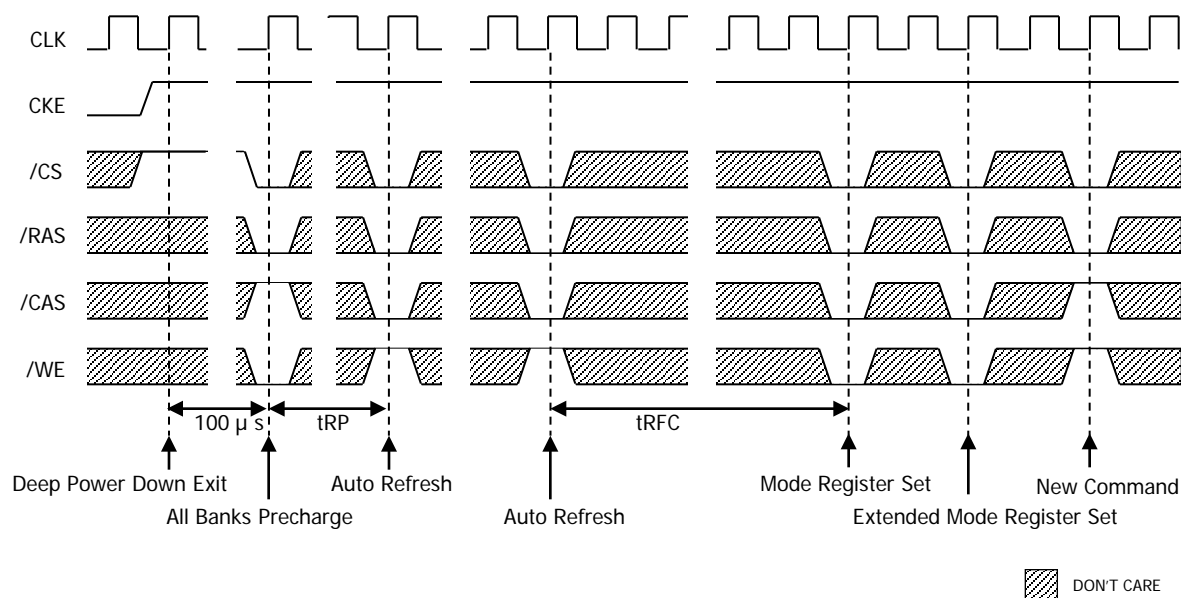 CLK
CKE
/CS
/RAS
/CAS
/WE
100 μ s
tRP
tRFC
Deep Power Down Exit
Auto Refresh
Mode Register Set
New Command
All Banks Precharge
Auto Refresh
Extended Mode Register Set
DON'T CARE